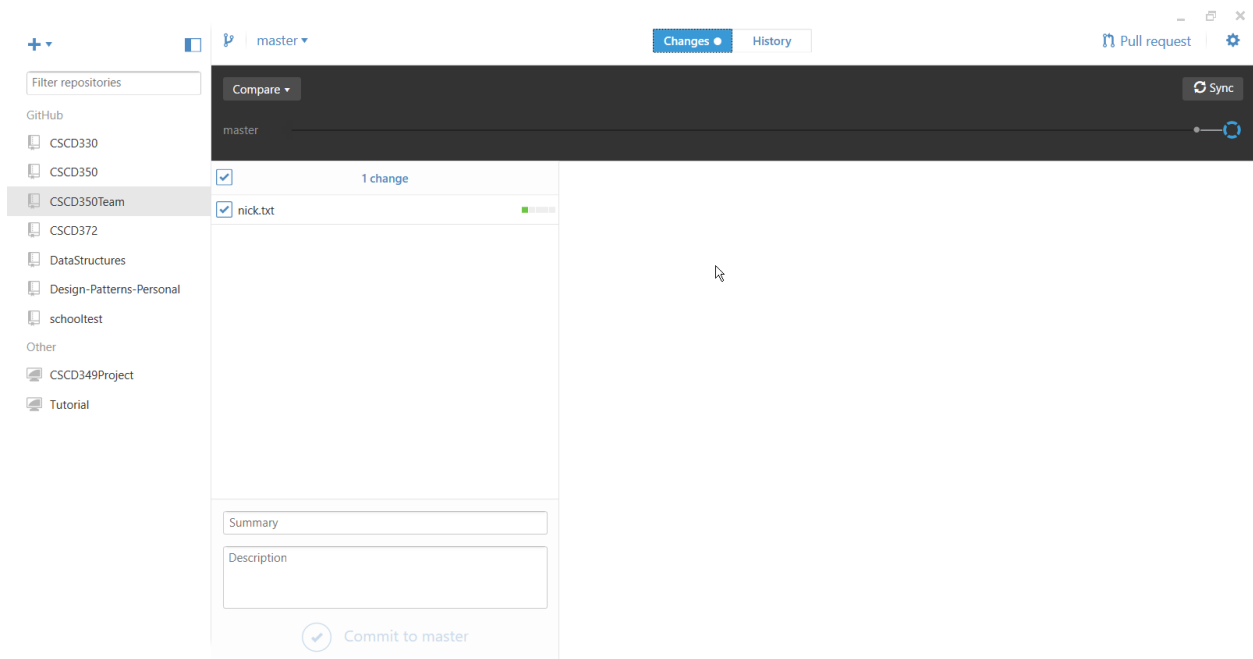 master
Changes
History
Pull request
Filter repositories
Compare
Sync
GitHub
master
CSCD330
CSCD350
1 change
CSCD350Team
nick.txt
CSCD372
DataStructures
Design-Patterns-Personal
schooltest
Other
CSCD349Project
Tutorial
Summary
Description
Commit to master